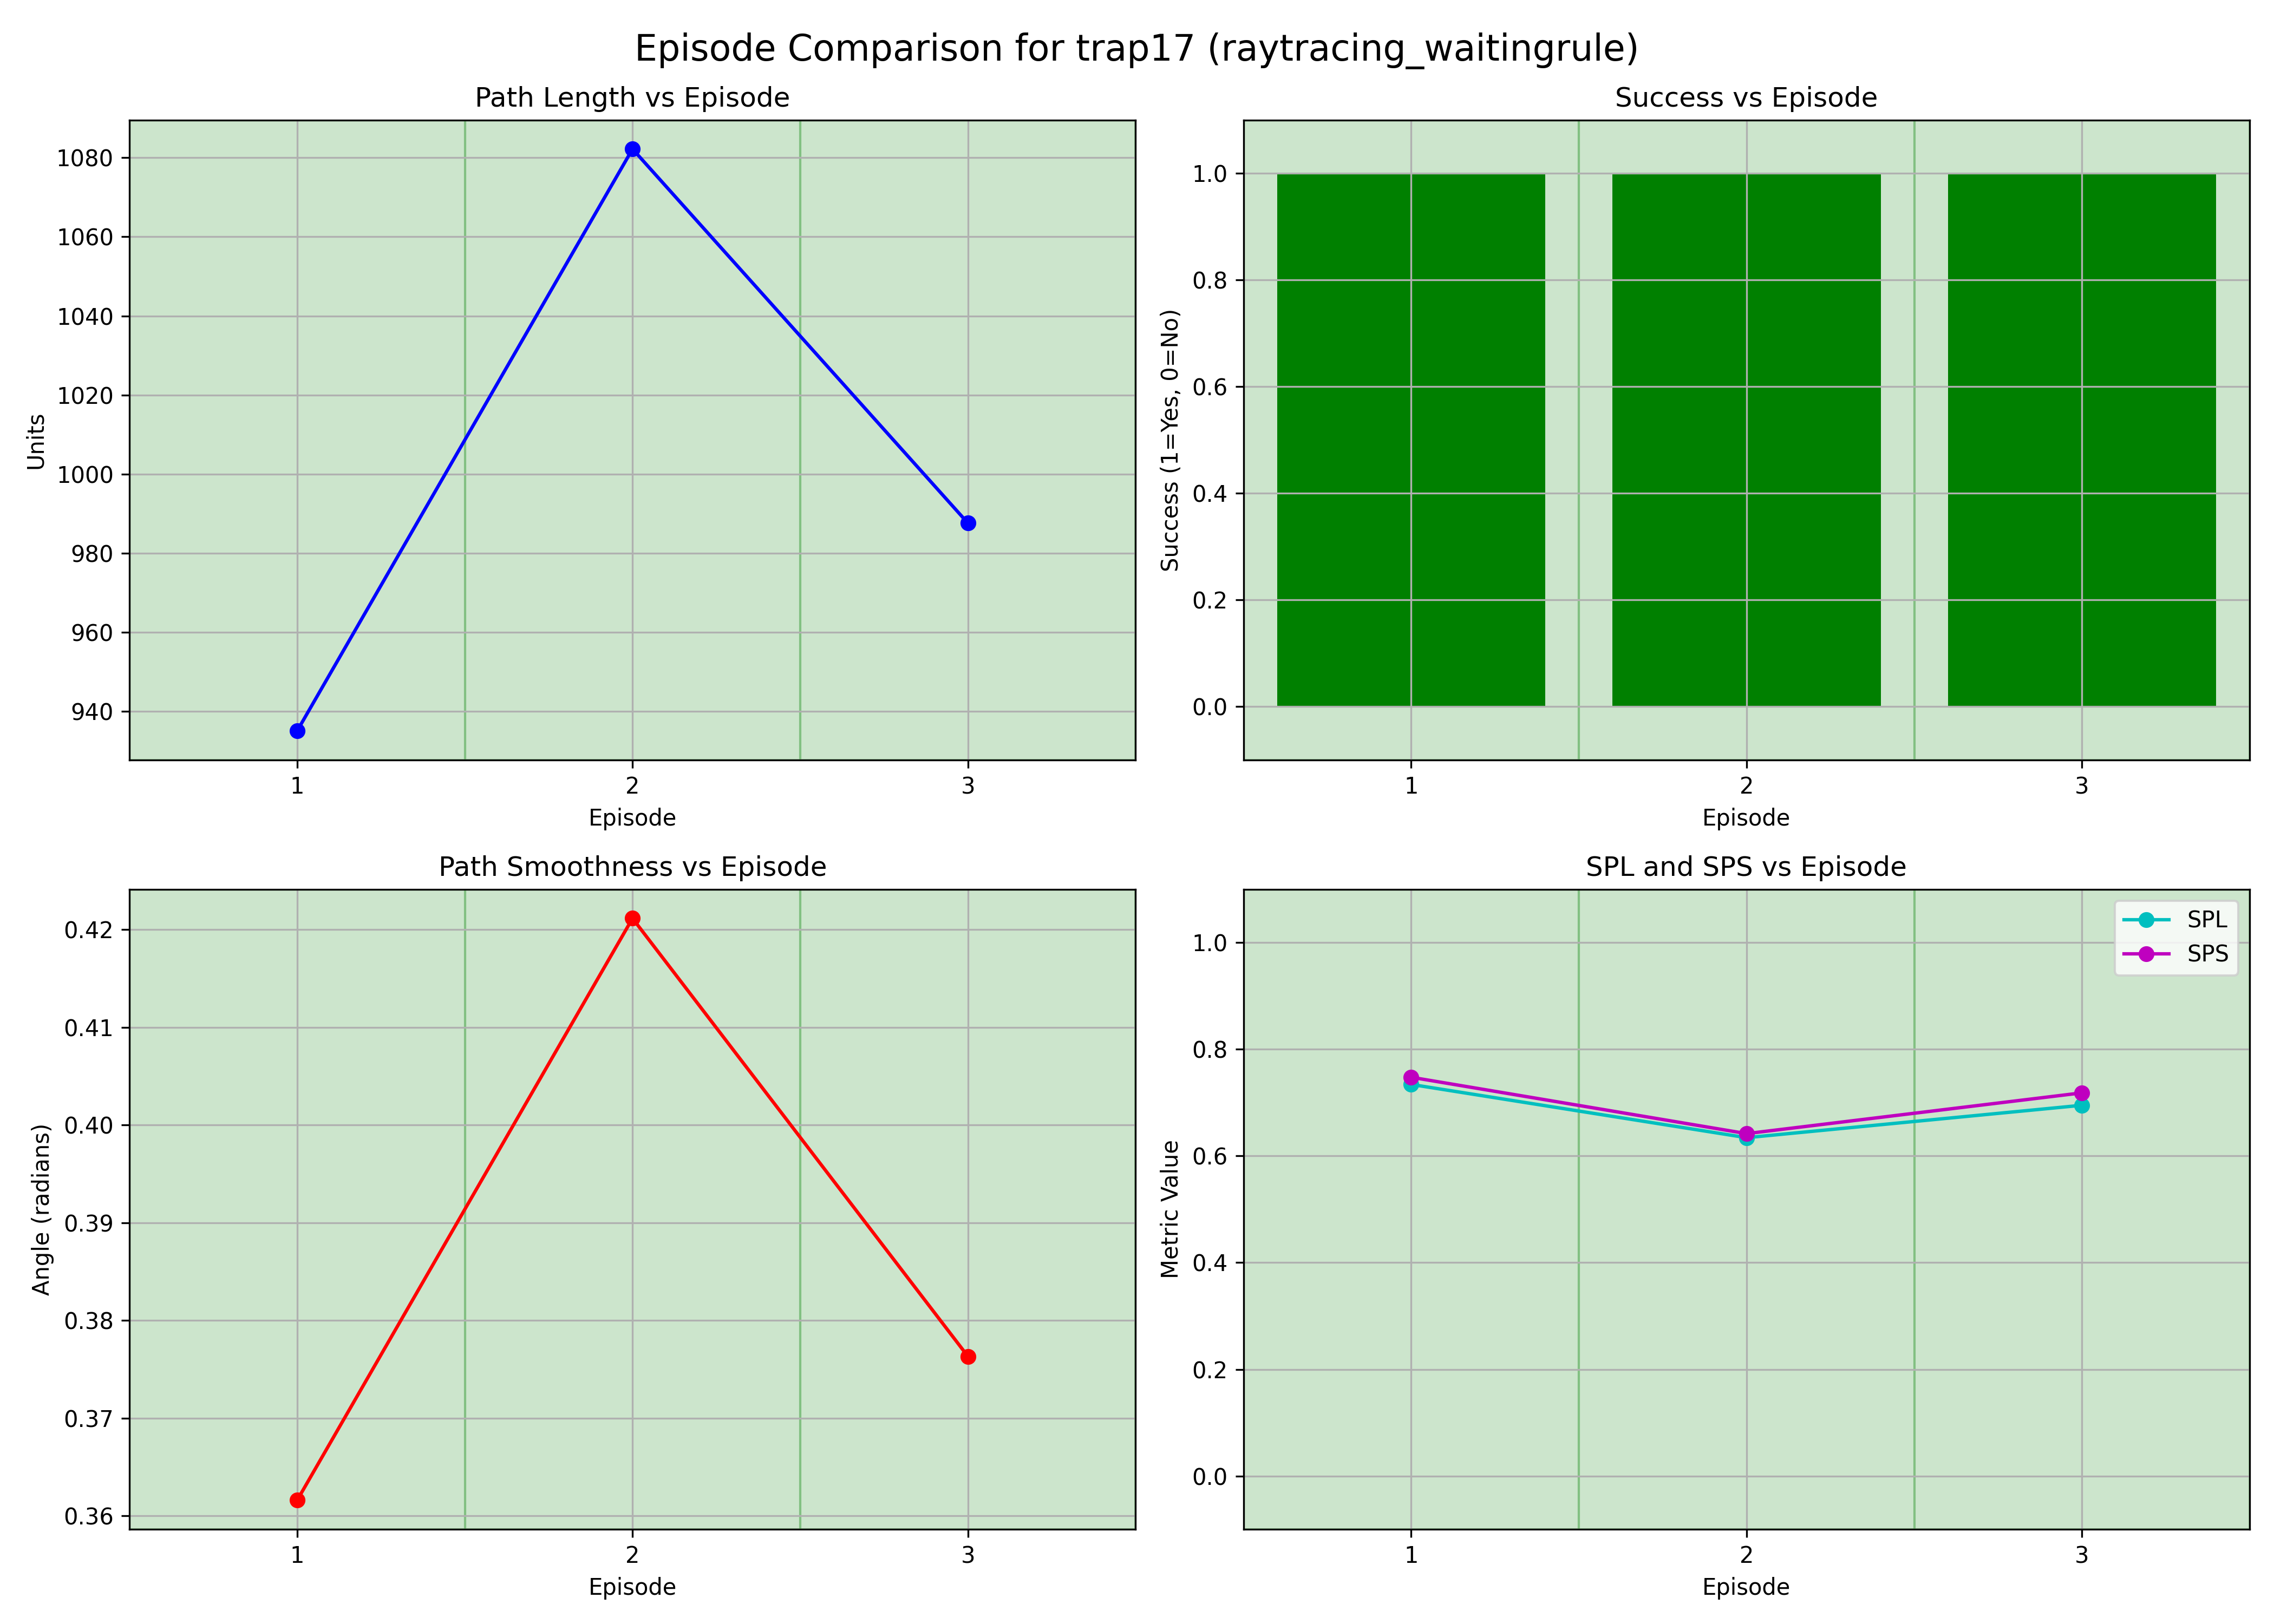 Episode Comparison for trap17 (raytracing_waitingrule)
Path Length vs Episode
Units
1080
1060
1040
1020
1000
980
960
940
1 2 3
Episode
Success vs Episode
Success (1=Yes, 0=No)
1.0
0.8
0.6
0.4
0.2
0.0
1 2 3
Episode
Path Smoothness vs Episode
Angle (radians)
0.42
0.41
0.40
0.39
0.38
0.37
0.36
1 2 3
Episode
SPL and SPS vs Episode
Metric Value
1.0
0.8
0.6
0.4
0.2
0.0
SPL
SPS
1 2 3
Episode